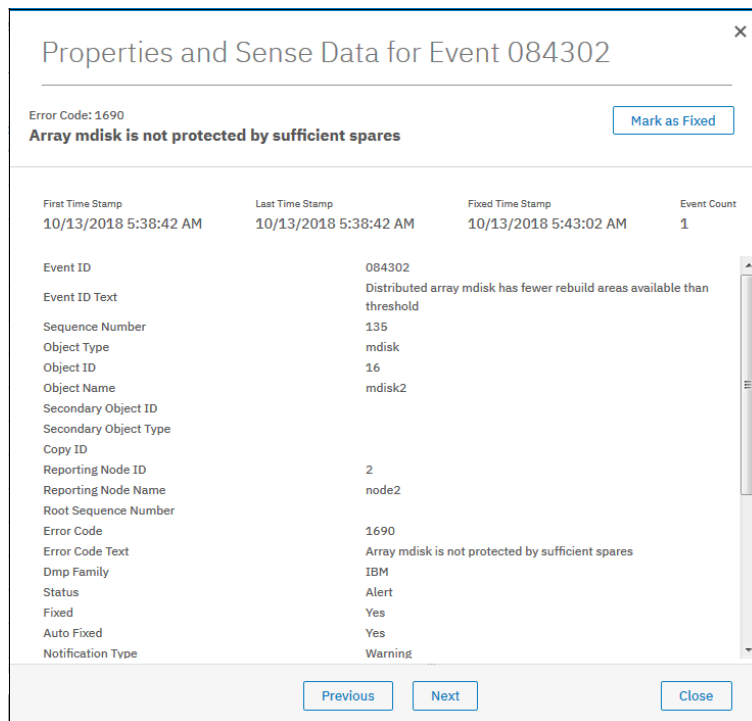 Properties and Sense Data for Event 084302
×
Error Code: 1690
Array mdisk is not protected by sufficient spares
Mark as Fixed
First Time Stamp Last Time Stamp Fixed Time Stamp Event Count
10/13/2018 5:38:42 AM 10/13/2018 5:38:42 AM 10/13/2018 5:43:02 AM 1
Event ID 084302
Event ID Text Distributed array mdisk has fewer rebuild areas available than
threshold
Sequence Number 135
Object Type mdisk
Object ID 16
Object Name mdisk2
Secondary Object ID
Secondary Object Type
Copy ID
Reporting Node ID 2
Reporting Node Name node2
Root Sequence Number
Error Code 1690
Error Code Text Array mdisk is not protected by sufficient spares
Dmp Family IBM
Status Alert
Fixed Yes
Auto Fixed Yes
Notification Type Warning
Previous Next Close